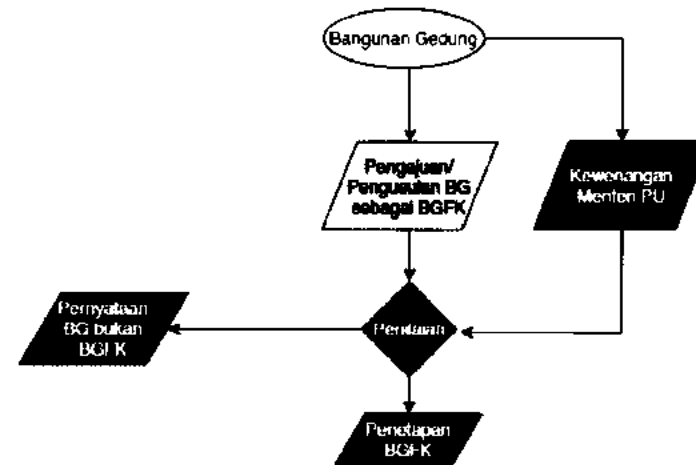 Bangunan Gedung
Pengajuan/
Pengusulan BG
sebagai BGFK
Kewenangan
Menteri PU
Pernyataan
BG bukan
BGFK
Penilaian
Penetapan
BGFK